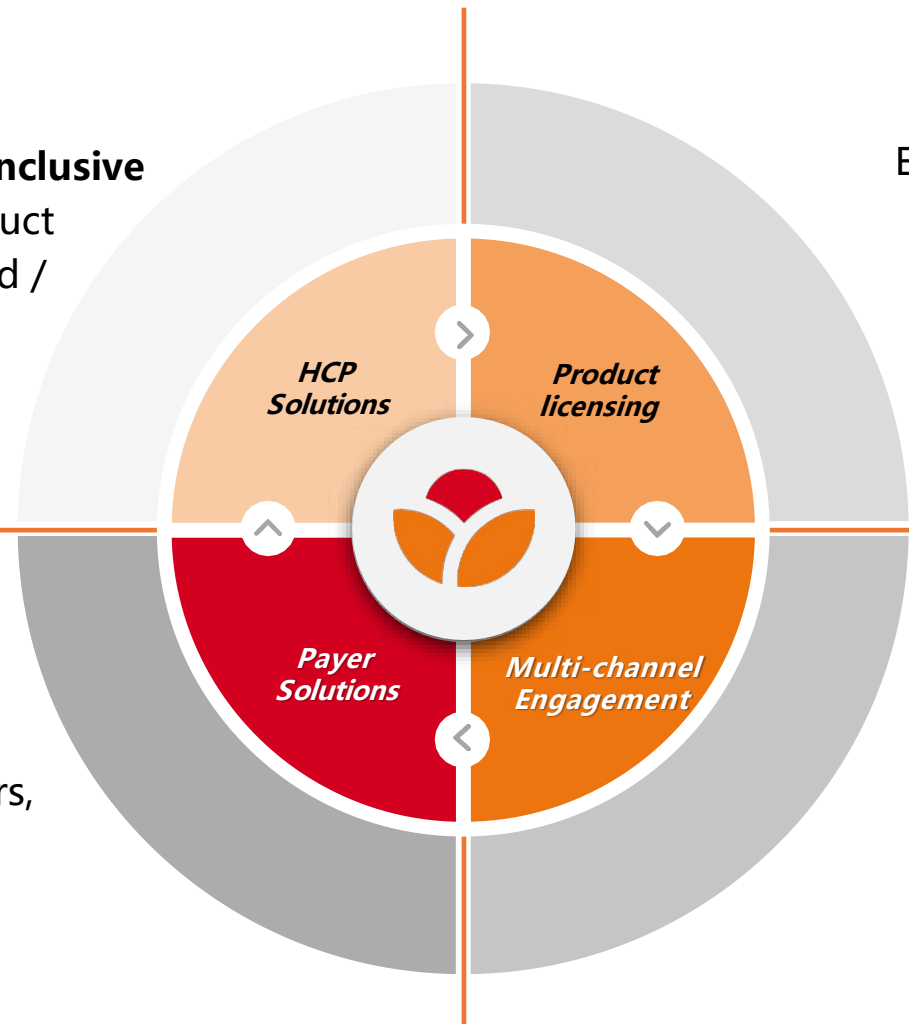 nclusive
uct
d /
E
HCP
Solutions
Product
licensing
Payer
Solutions
Multi-channel
Engagement
rs,